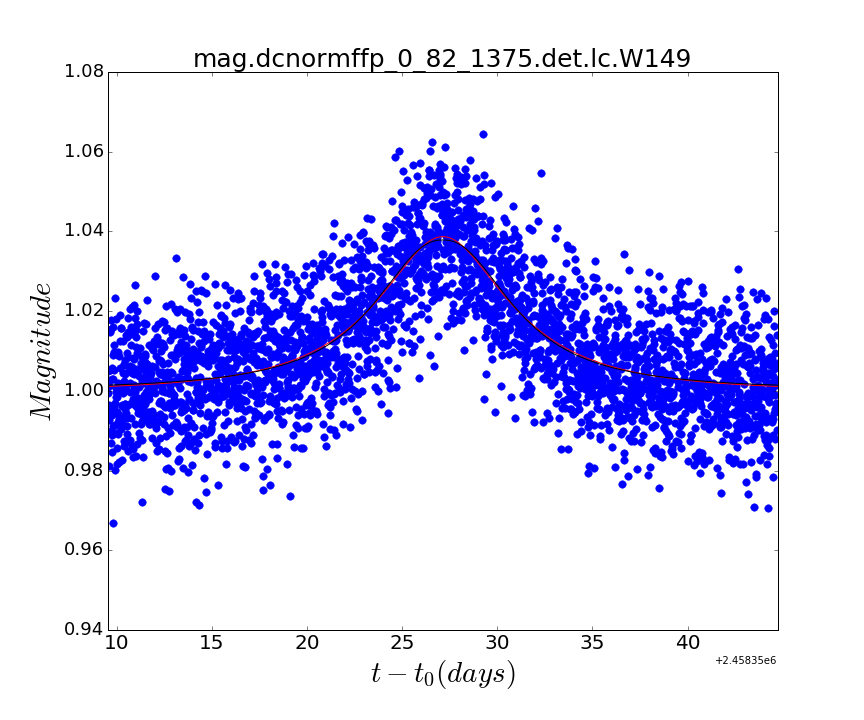 mag.dcnormffp_0_82_1375.det.lc.W149
1.08
1.06
1.04
1.02
1.00
0.98
0.96
0.94
Magnitude
10 15 20 25 30 35 40
+2.45835e6
t − t₀(days)